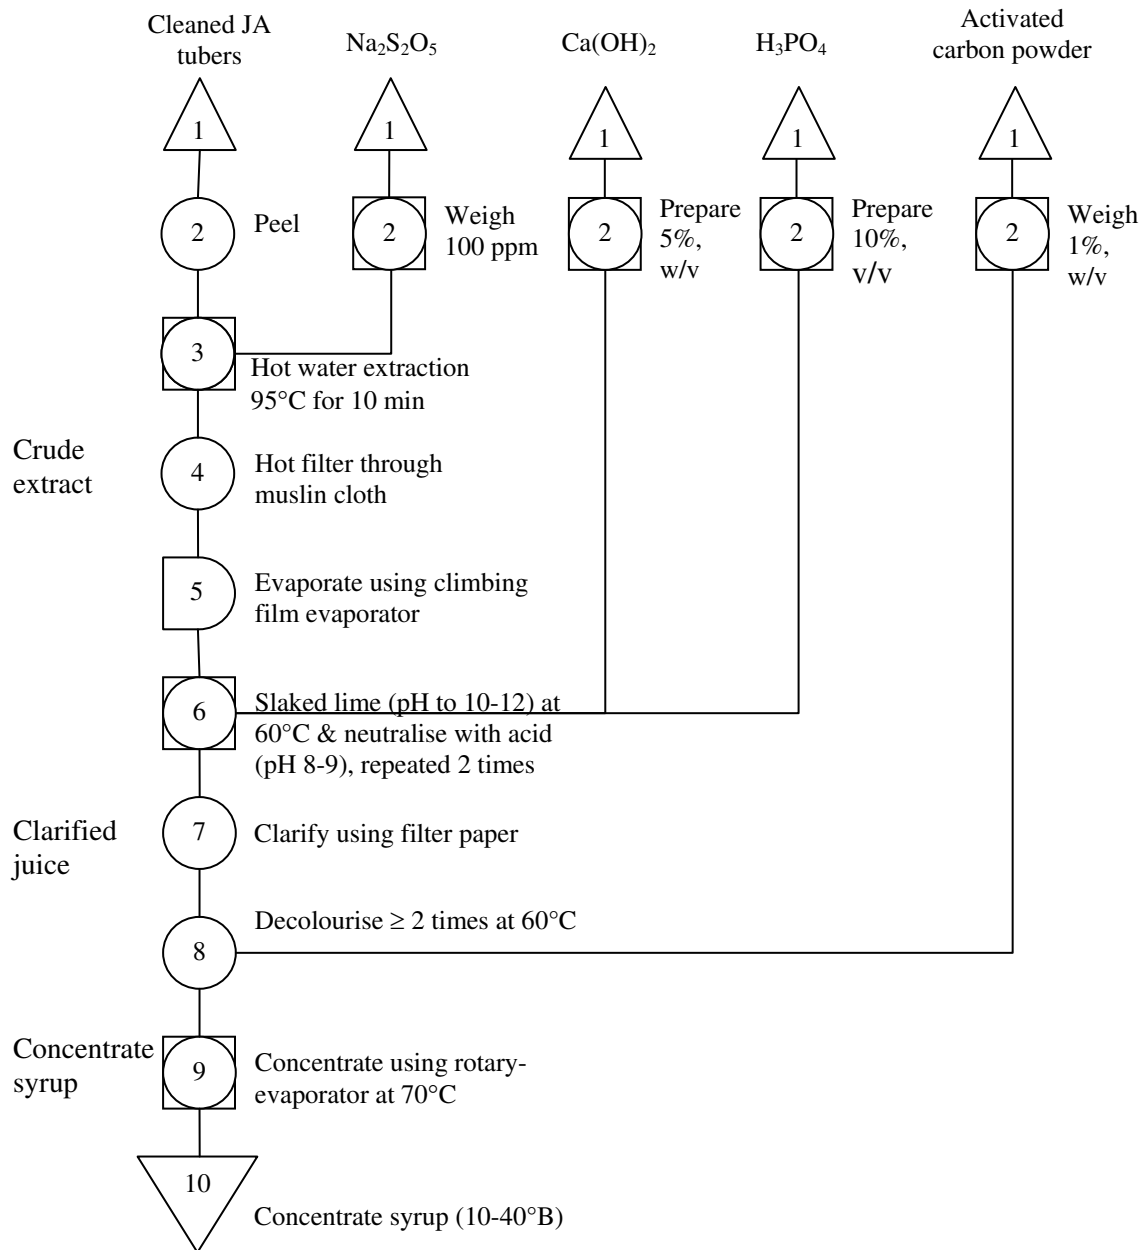 Cleaned JA
tubers
Na₂S₂O₅
Ca(OH)₂
H₃PO₄
Activated
carbon powder
1
1
1
1
1
2
Peel
2
Weigh
100 ppm
2
Prepare
5%,
w/v
2
Prepare
10%,
v/v
2
Weigh
1%,
w/v
3
Hot water extraction
95°C for 10 min
Crude
extract
4
Hot filter through
muslin cloth
5
Evaporate using climbing
film evaporator
6
Slaked lime (pH to 10-12) at
60°C & neutralise with acid
(pH 8-9), repeated 2 times
Clarified
juice
7
Clarify using filter paper
8
Decolourise ≥ 2 times at 60°C
Concentrate
syrup
9
Concentrate using rotary-
evaporator at 70°C
10
Concentrate syrup (10-40°B)